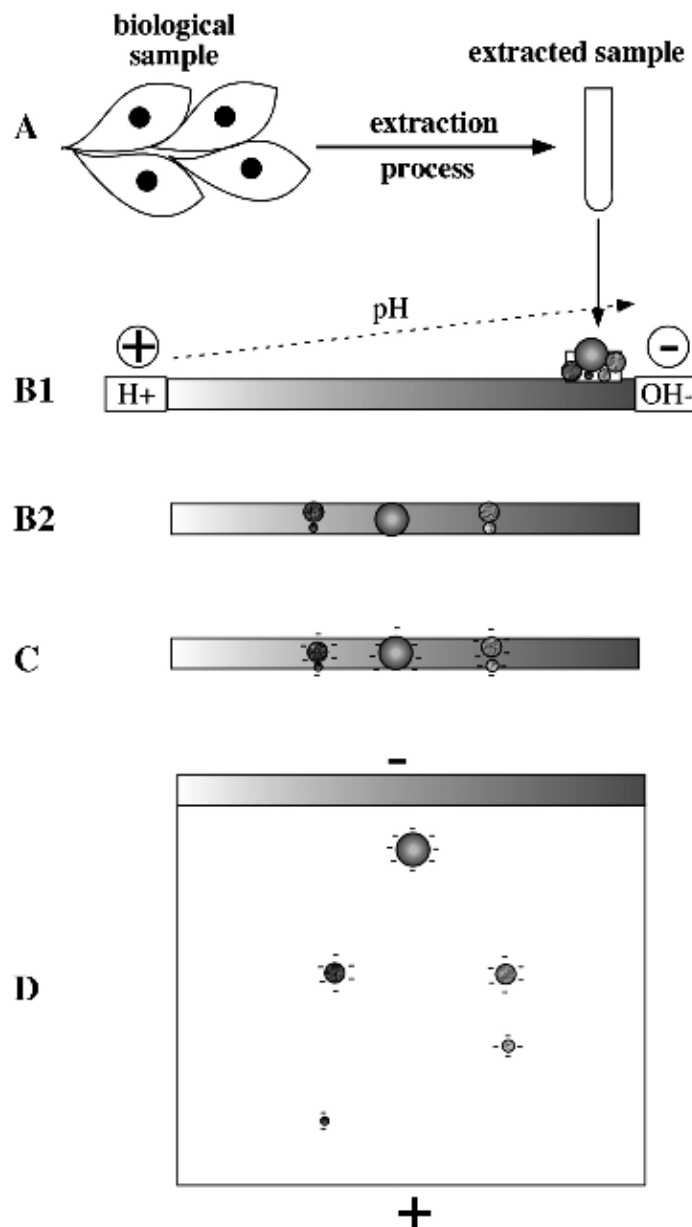 biological
sample
extracted sample
A
extraction
process
pH
+
-
B1
H+
OH-
B2
C
-
D
+